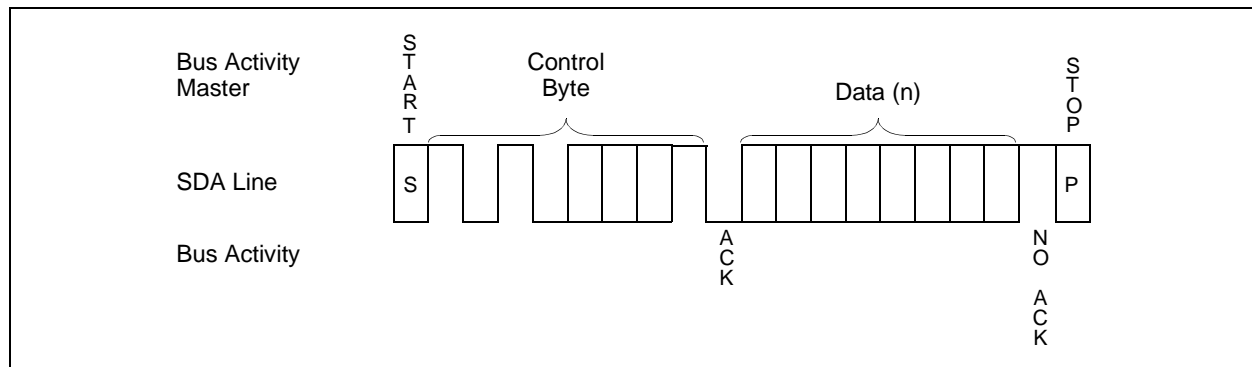 Bus Activity
Master
START
Control
Byte
Data (n)
STOP
SDA Line
S
P
Bus Activity
ACK
NO ACK